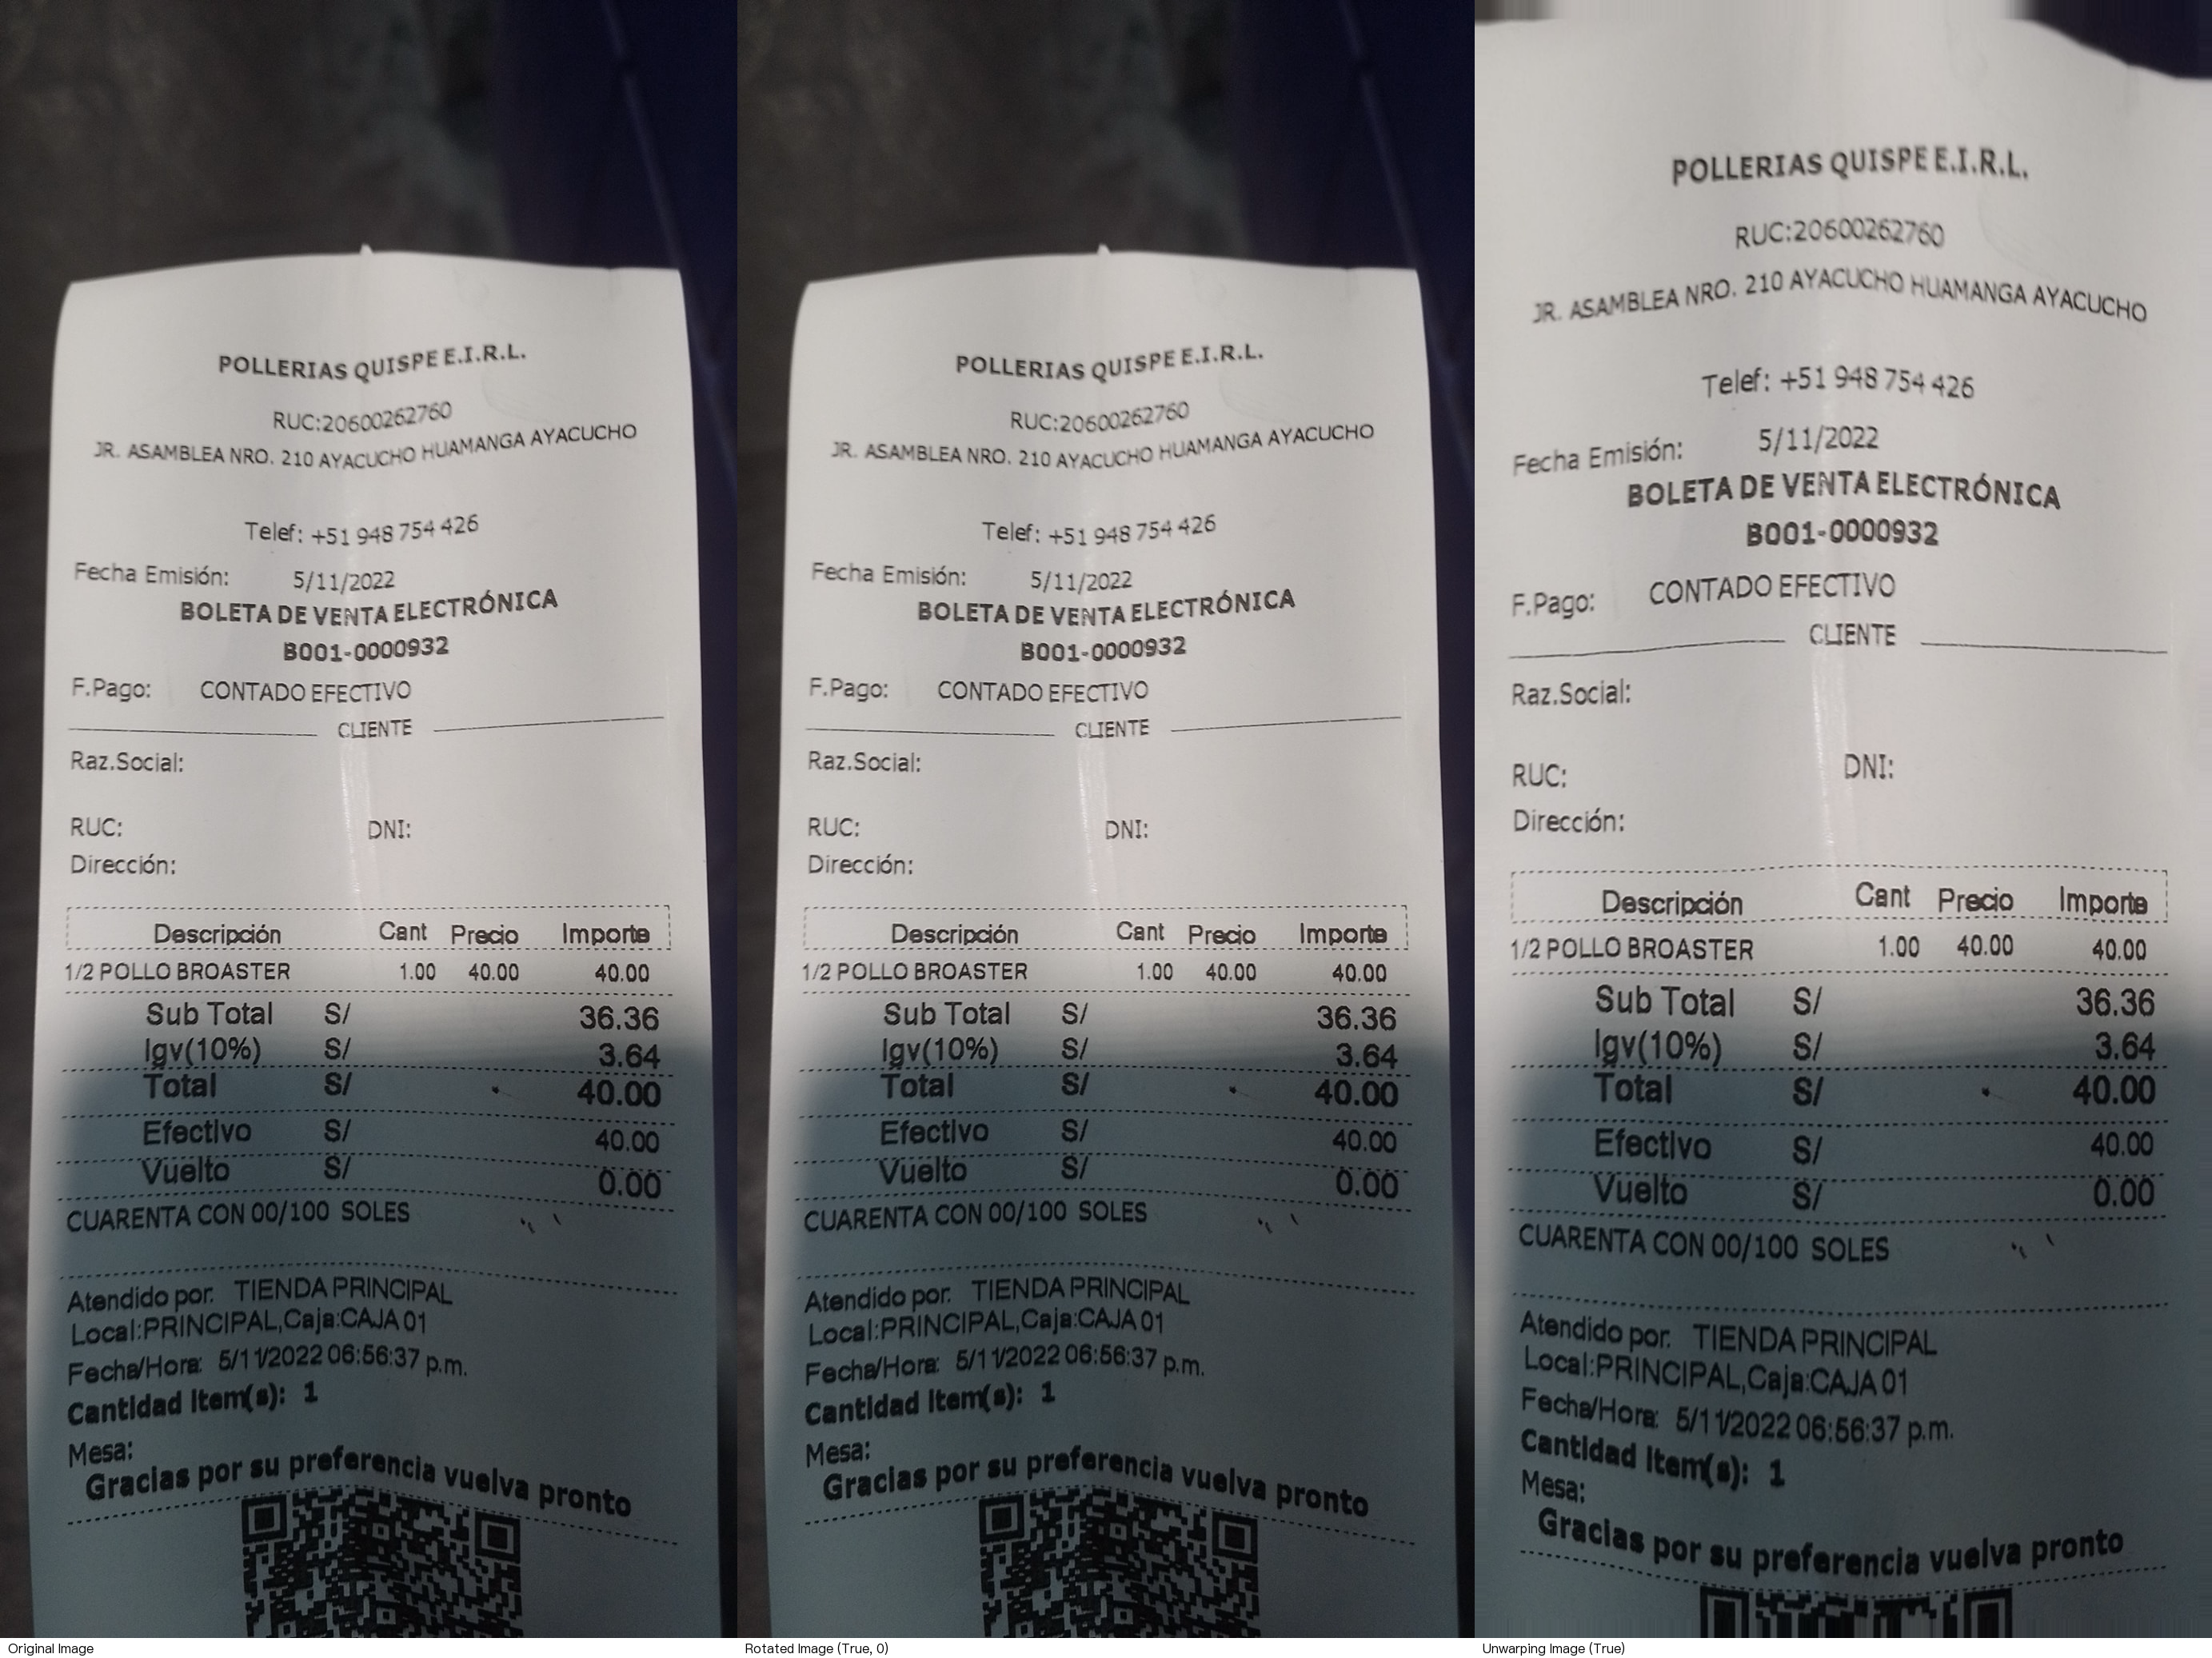 POLLERIAS QUISPE E.I.R.L.
RUC:20600262760
JR. ASAMBLEA NRO. 210 AYACUCHO HUAMANGA AYACUCHO
Telef: +51 948 754 426
Fecha Emisión: 5/11/2022
BOLETA DE VENTA ELECTRÓNICA
B001-0000932
F.Pago: CONTADO EFECTIVO
CLIENTE
Raz.Social:
RUC: DNI:
Dirección:
Descripción Cant Precio Importe
1/2 POLLO BROASTER 1.00 40.00 40.00
Sub Total S/ 36.36
Igv(10%) S/ 3.64
Total S/ 40.00
Efectivo S/ 40.00
Vuelto S/ 0.00
CUARENTA CON 00/100 SOLES
Atendido por: TIENDA PRINCIPAL
Local:PRINCIPAL,Caja:CAJA 01
Fecha/Hora: 5/11/2022 06:56:37 p.m.
Cantidad Item(s): 1
Mesa:
Gracias por su preferencia vuelva pronto
Original Image
POLLERIAS QUISPE E.I.R.L.
RUC:20600262760
JR. ASAMBLEA NRO. 210 AYACUCHO HUAMANGA AYACUCHO
Telef: +51 948 754 426
Fecha Emisión: 5/11/2022
BOLETA DE VENTA ELECTRÓNICA
B001-0000932
F.Pago: CONTADO EFECTIVO
CLIENTE
Raz.Social:
RUC: DNI:
Dirección:
Descripción Cant Precio Importe
1/2 POLLO BROASTER 1.00 40.00 40.00
Sub Total S/ 36.36
Igv(10%) S/ 3.64
Total S/ 40.00
Efectivo S/ 40.00
Vuelto S/ 0.00
CUARENTA CON 00/100 SOLES
Atendido por: TIENDA PRINCIPAL
Local:PRINCIPAL,Caja:CAJA 01
Fecha/Hora: 5/11/2022 06:56:37 p.m.
Cantidad Item(s): 1
Mesa:
Gracias por su preferencia vuelva pronto
Rotated Image (True, 0)
POLLERIAS QUISPE E.I.R.L.
RUC:20600262760
JR. ASAMBLEA NRO. 210 AYACUCHO HUAMANGA AYACUCHO
Telef: +51 948 754 426
Fecha Emisión: 5/11/2022
BOLETA DE VENTA ELECTRÓNICA
B001-0000932
F.Pago: CONTADO EFECTIVO
CLIENTE
Raz.Social:
RUC: DNI:
Dirección:
Descripción Cant Precio Importe
1/2 POLLO BROASTER 1.00 40.00 40.00
Sub Total S/ 36.36
Igv(10%) S/ 3.64
Total S/ 40.00
Efectivo S/ 40.00
Vuelto S/ 0.00
CUARENTA CON 00/100 SOLES
Atendido por: TIENDA PRINCIPAL
Local:PRINCIPAL,Caja:CAJA 01
Fecha/Hora: 5/11/2022 06:56:37 p.m.
Cantidad Item(s): 1
Mesa:
Gracias por su preferencia vuelva pronto
Unwarping Image (True)